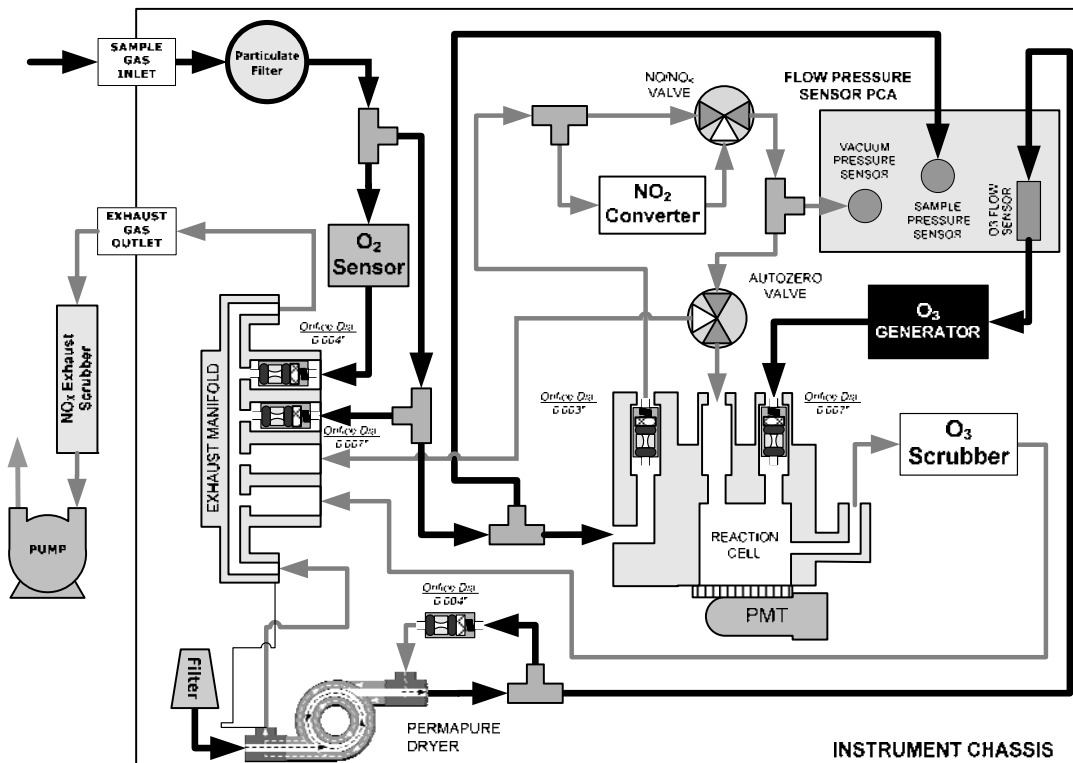 SAMPLE
GAS
INLET
Particulate
Filter
NO/NOx
VALVE
FLOW PRESSURE
SENSOR PCA
VACUUM
PRESSURE
SENSOR
SAMPLE
PRESSURE
SENSOR
O3 FLOW
SENSOR
NO2
Converter
EXHAUST
GAS
OUTLET
O2
Sensor
AUTOZERO
VALVE
O3
GENERATOR
Orifice Dia
0.004"
NOX Exhaust
Scrubber
EXHAUST MANIFOLD
Orifice Dia
0.007"
Orifice Dia
0.003"
Orifice Dia
0.007"
O3
Scrubber
PUMP
REACTION
CELL
PMT
Orifice Dia
0.004"
Filter
PERMAPURE
DRYER
INSTRUMENT CHASSIS